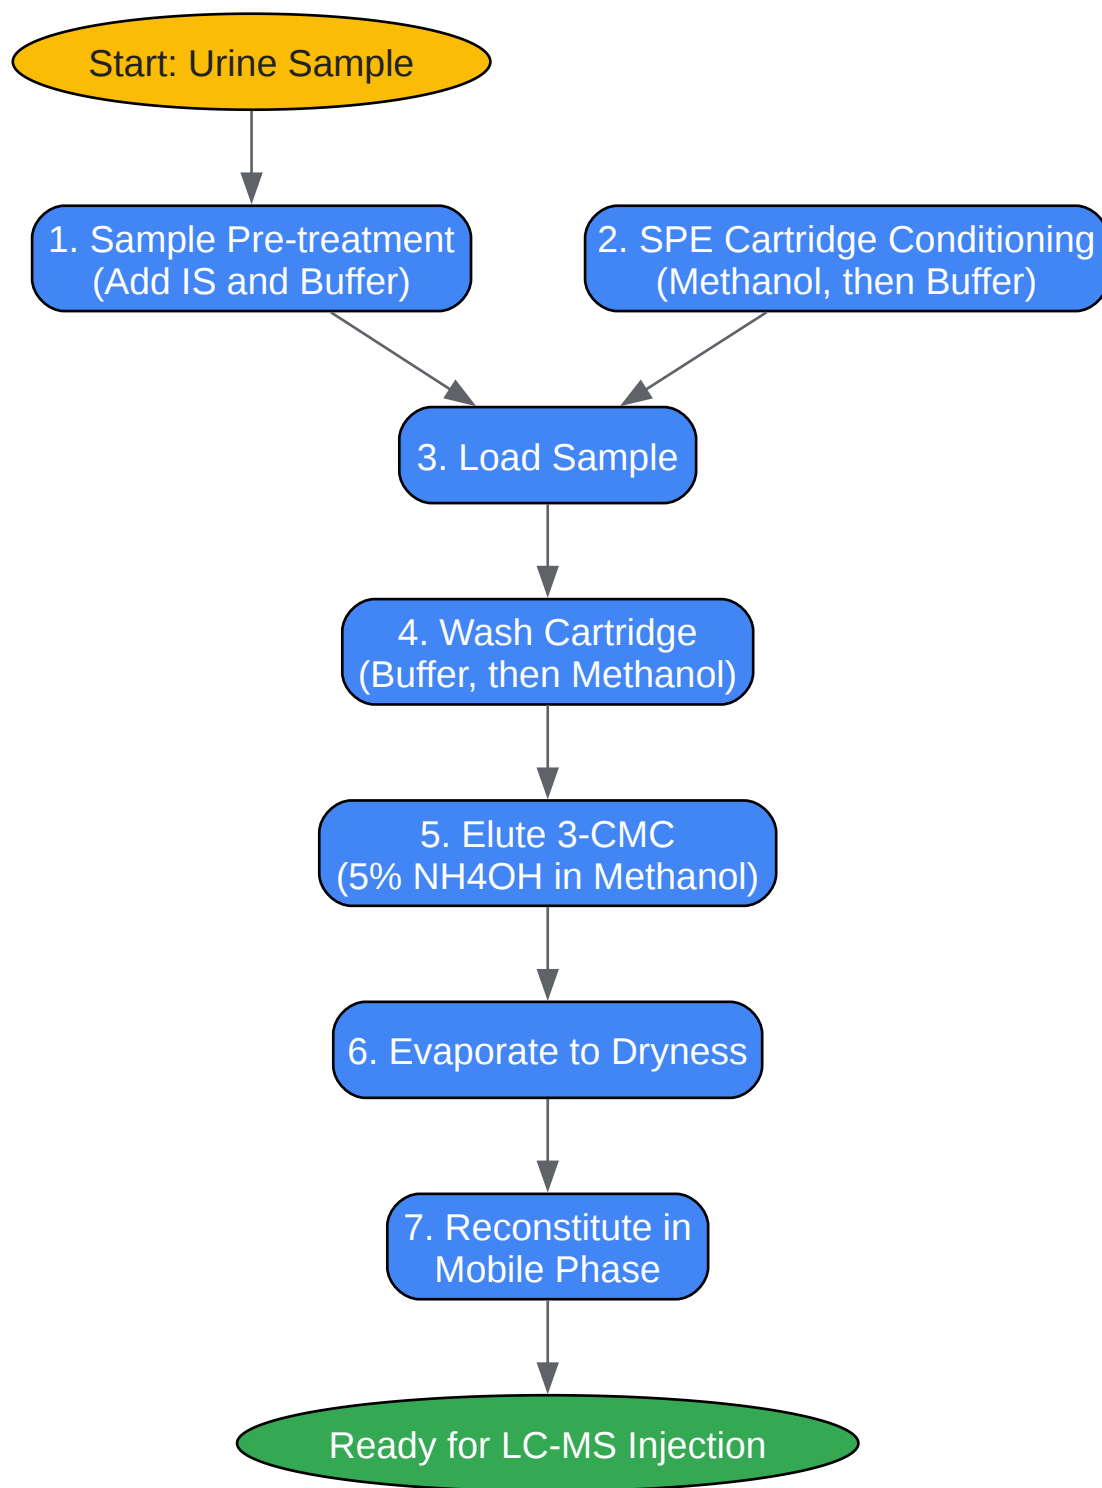 Start: Urine Sample
1. Sample Pre-treatment
(Add IS and Buffer)
2. SPE Cartridge Conditioning
(Methanol, then Buffer)
3. Load Sample
4. Wash Cartridge
(Buffer, then Methanol)
5. Elute 3-CMC
(5% NH4OH in Methanol)
6. Evaporate to Dryness
7. Reconstitute in
Mobile Phase
Ready for LC-MS Injection